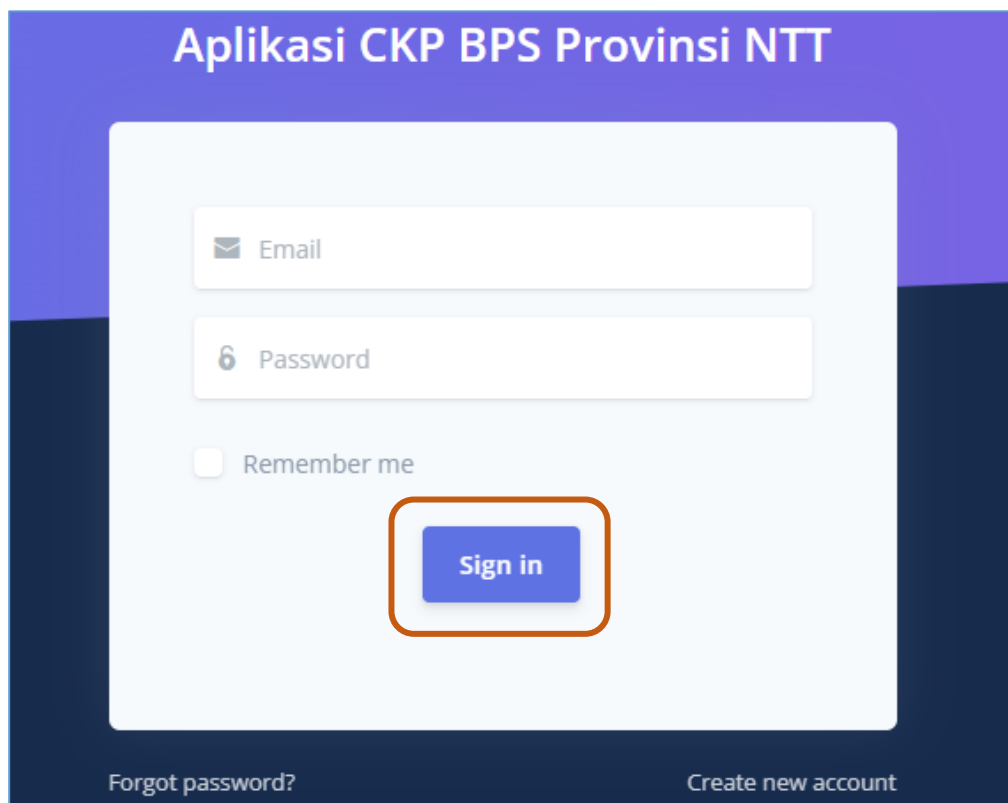 Aplikasi CKP BPS Provinsi NTT
Email
Password
Remember me
Sign in
Forgot password?
Create new account